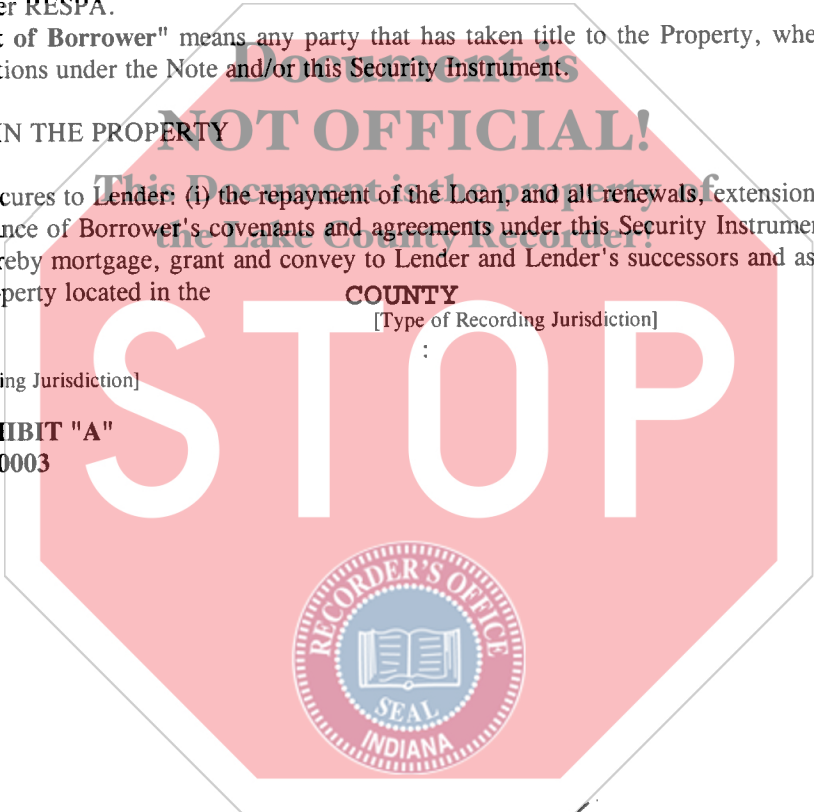 er RESPA.
t of Borrower" means any party that has taken title to the Property, whe
tions under the Note and/or this Security Instrument.
Document is
NOT OFFICIAL!
This Document is the property of
the Lake County Recorder!
IN THE PROPERTY
cures to Lender: (i) the repayment of the Loan, and all renewals, extension
nce of Borrower's covenants and agreements under this Security Instrumen
reby mortgage, grant and convey to Lender and Lender's successors and as
perty located in the COUNTY
[Type of Recording Jurisdiction]
:
ing Jurisdiction]
HIBIT "A"
0003
STOP
RECORDER'S OFFICE
SEAL
INDIANA